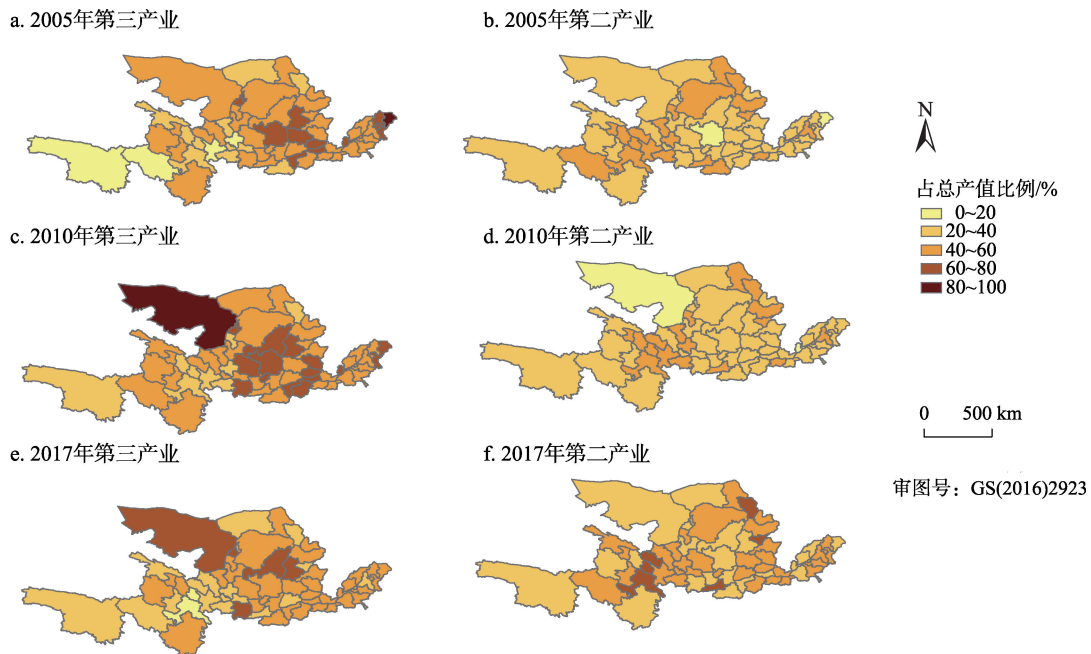 a. 2005年第三产业
b. 2005年第二产业
N
占总产值比例/%
0~20
20~40
40~60
60~80
80~100
c. 2010年第三产业
d. 2010年第二产业
0 500 km
e. 2017年第三产业
f. 2017年第二产业
审图号：GS(2016)2923